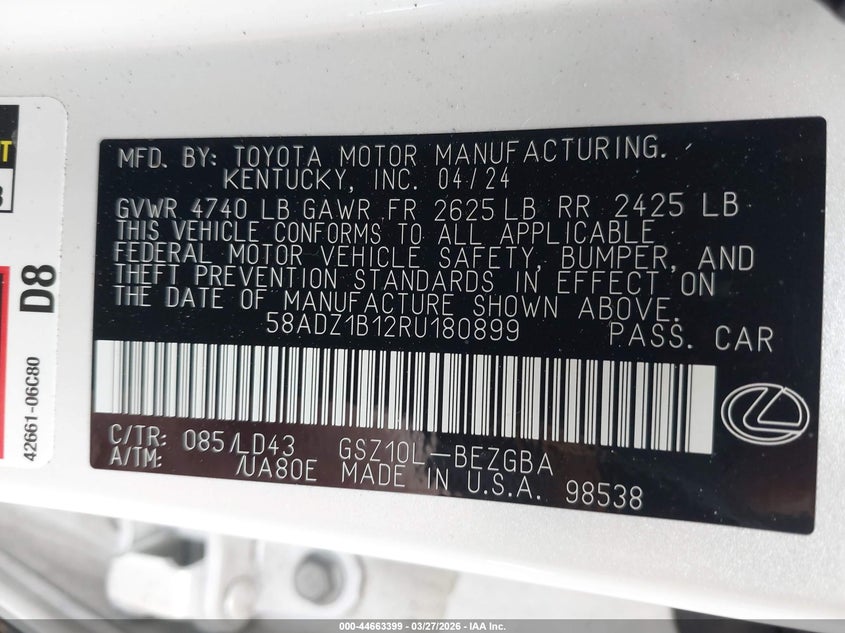 T
3
D8
42661-06C80
MFD. BY: TOYOTA MOTOR MANUFACTURING.
KENTUCKY, INC. 04/24
GVWR 4740 LB GAWR FR 2625 LB RR 2425 LB
THIS VEHICLE CONFORMS TO ALL APPLICABLE
FEDERAL MOTOR VEHICLE SAFETY, BUMPER, AND
THEFT PREVENTION STANDARDS IN EFFECT ON
THE DATE OF MANUFACTURE SHOWN ABOVE.
58ADZ1B12RU180899 PASS. CAR
C/TR: 085/LD43 GSZ10L-BEZGBA
A/TM: /UA80E MADE IN U.S.A. 98538
000-44663399 | 03/27/2026 – IAA Inc.